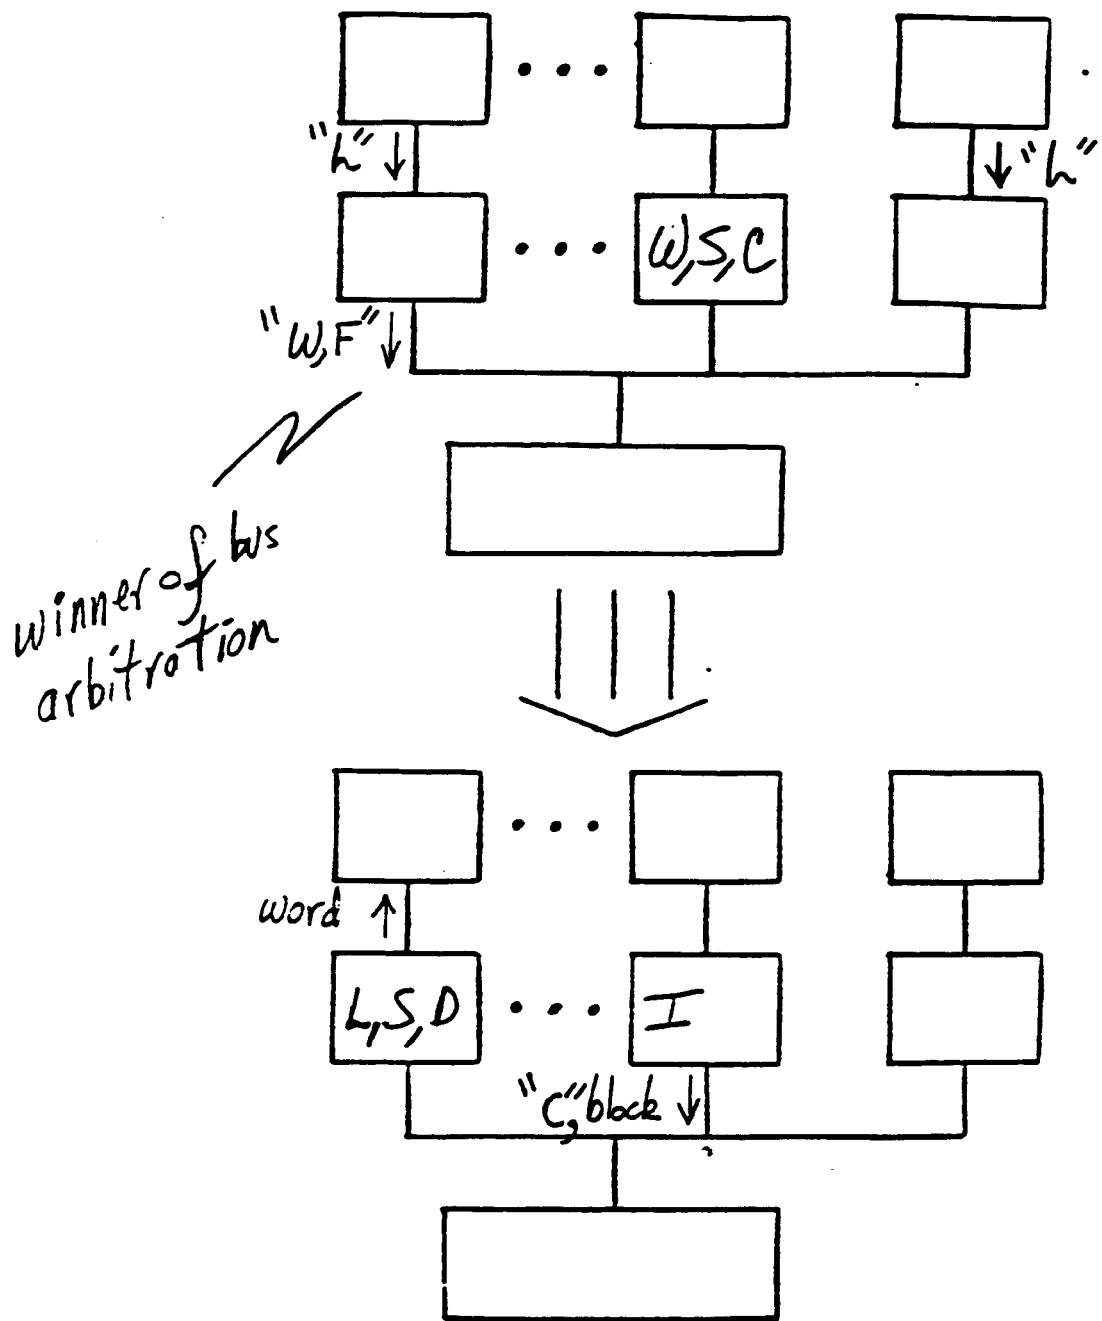 "h" ↓
↓ "h"
W,S,C
"W,F" ↓
winner of bus
arbitration
word ↑
L,S,D
I
"C," block ↓